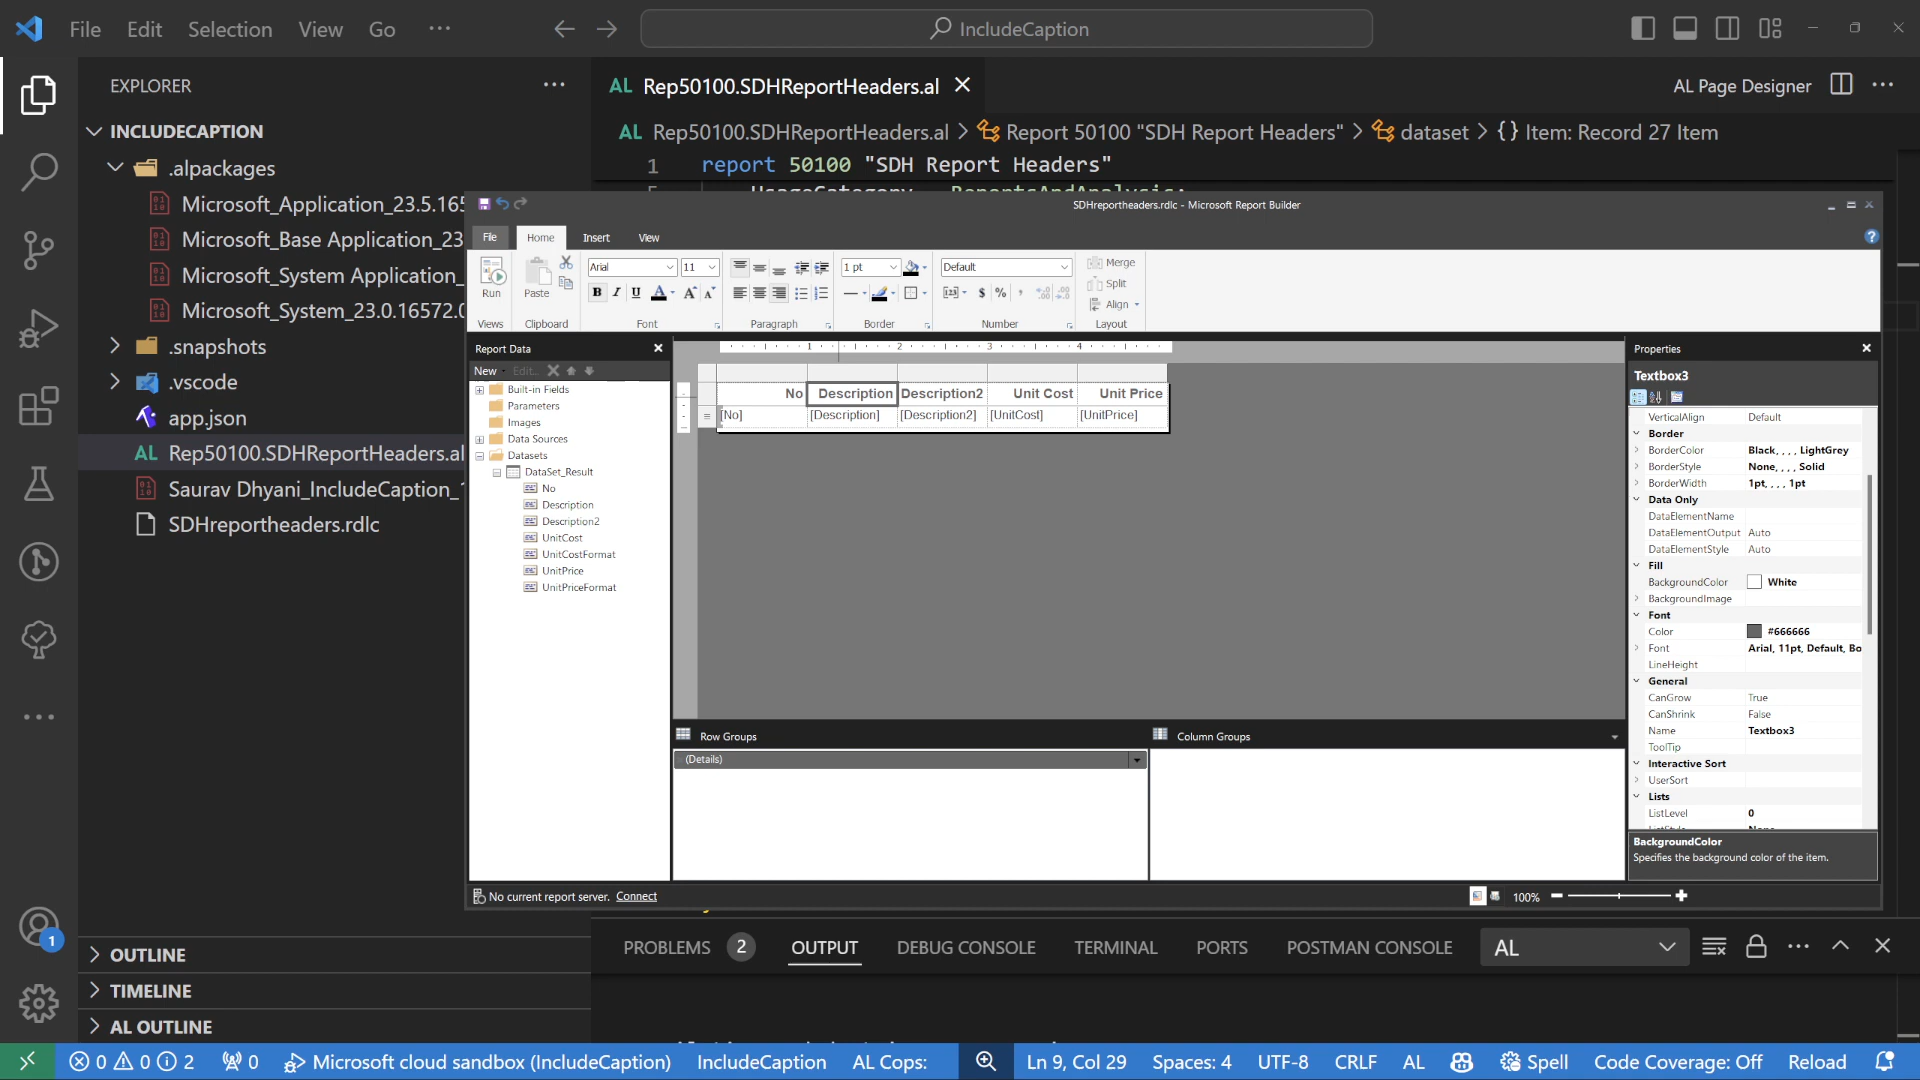 File Edit Selection View Go ···
IncludeCaption
EXPLORER
INCLUDECAPTION
.alpackages
Microsoft_Application_23.5.165
Microsoft_Base Application_23
Microsoft_System Application_
Microsoft_System_23.0.16572.0
.snapshots
.vscode
app.json
AL Rep50100.SDHReportHeaders.al
Saurav Dhyani_IncludeCaption_
SDHreportheaders.rdlc
OUTLINE
TIMELINE
AL OUTLINE
AL Rep50100.SDHReportHeaders.al
AL Page Designer
AL Rep50100.SDHReportHeaders.al > Report 50100 "SDH Report Headers" > dataset > {} Item: Record 27 Item
1 report 50100 "SDH Report Headers"
5 UsageCategory = ReportsAndAnalysis;
SDHreportheaders.rdlc - Microsoft Report Builder
File Home Insert View
Run
Views
Paste
Clipboard
Arial 11
B I U A A A
Font
Paragraph
1 pt
Border
Default
$ % ,
Number
Merge
Split
Align
Layout
Report Data
New Edit...
Built-in Fields
Parameters
Images
Data Sources
Datasets
DataSet_Result
No
Description
Description2
UnitCost
UnitCostFormat
UnitPrice
UnitPriceFormat
1 2 3 4
No Description Description2 Unit Cost Unit Price
[No] [Description] [Description2] [UnitCost] [UnitPrice]
Row Groups
(Details)
Column Groups
Properties
Textbox3
VerticalAlign Default
Border
BorderColor Black, , , , LightGrey
BorderStyle None, , , , Solid
BorderWidth 1pt, , , , 1pt
Data Only
DataElementName
DataElementOutput Auto
DataElementStyle Auto
Fill
BackgroundColor White
BackgroundImage
Font
Color #666666
Font Arial, 11pt, Default, Bo
LineHeight
General
CanGrow True
CanShrink False
Name Textbox3
ToolTip
Interactive Sort
UserSort
Lists
ListLevel 0
ListStyle None
BackgroundColor
Specifies the background color of the item.
No current report server. Connect
100%
PROBLEMS 2 OUTPUT DEBUG CONSOLE TERMINAL PORTS POSTMAN CONSOLE AL
1
0 0 2 0 Microsoft cloud sandbox (IncludeCaption) IncludeCaption AL Cops: Ln 9, Col 29 Spaces: 4 UTF-8 CRLF AL Spell Code Coverage: Off Reload